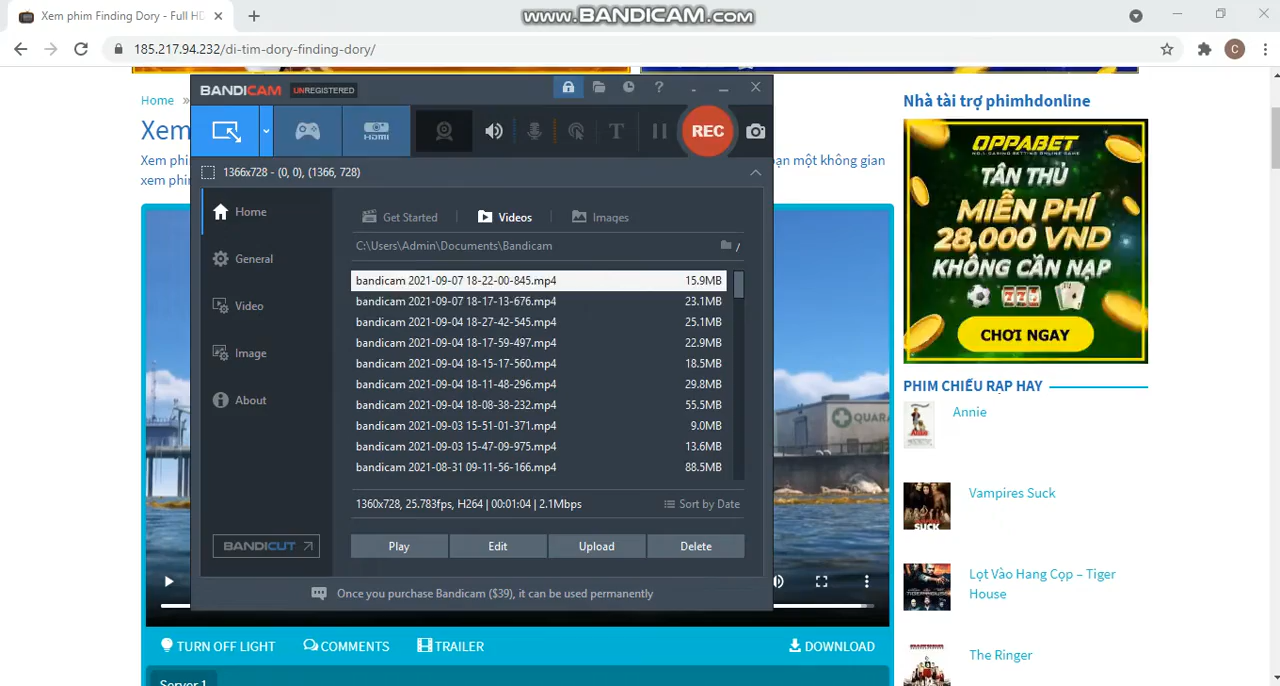 Xem phim Finding Dory - Full HD
www.BANDICAM.com
185.217.94.232/di-tim-dory-finding-dory/
C
Home »
Xem
Xem phi
xem phim
bạn một không gian
BANDICAM UNREGISTERED
HDMI
T
REC
1366x728 - (0, 0), (1366, 728)
Home
General
Video
Image
About
BANDICUT
Get Started
Videos
Images
C:\Users\Admin\Documents\Bandicam
/
bandicam 2021-09-07 18-22-00-845.mp4 15.9MB
bandicam 2021-09-07 18-17-13-676.mp4 23.1MB
bandicam 2021-09-04 18-27-42-545.mp4 25.1MB
bandicam 2021-09-04 18-17-59-497.mp4 22.9MB
bandicam 2021-09-04 18-15-17-560.mp4 18.5MB
bandicam 2021-09-04 18-11-48-296.mp4 29.8MB
bandicam 2021-09-04 18-08-38-232.mp4 55.5MB
bandicam 2021-09-03 15-51-01-371.mp4 9.0MB
bandicam 2021-09-03 15-47-09-975.mp4 13.6MB
bandicam 2021-08-31 09-11-56-166.mp4 88.5MB
1360x728, 25.783fps, H264 | 00:01:04 | 2.1Mbps
Sort by Date
Play
Edit
Upload
Delete
Once you purchase Bandicam ($39), it can be used permanently
QUARA
TURN OFF LIGHT
COMMENTS
TRAILER
DOWNLOAD
Server 1
Nhà tài trợ phimhdonline
OPPABET
TÂN THỦ
MIỄN PHÍ
28,000 VND
KHÔNG CẦN NẠP
777
CHƠI NGAY
PHIM CHIẾU RẠP HAY
Annie
Vampires Suck
SUCK
Lọt Vào Hang Cọp – Tiger
House
The Ringer